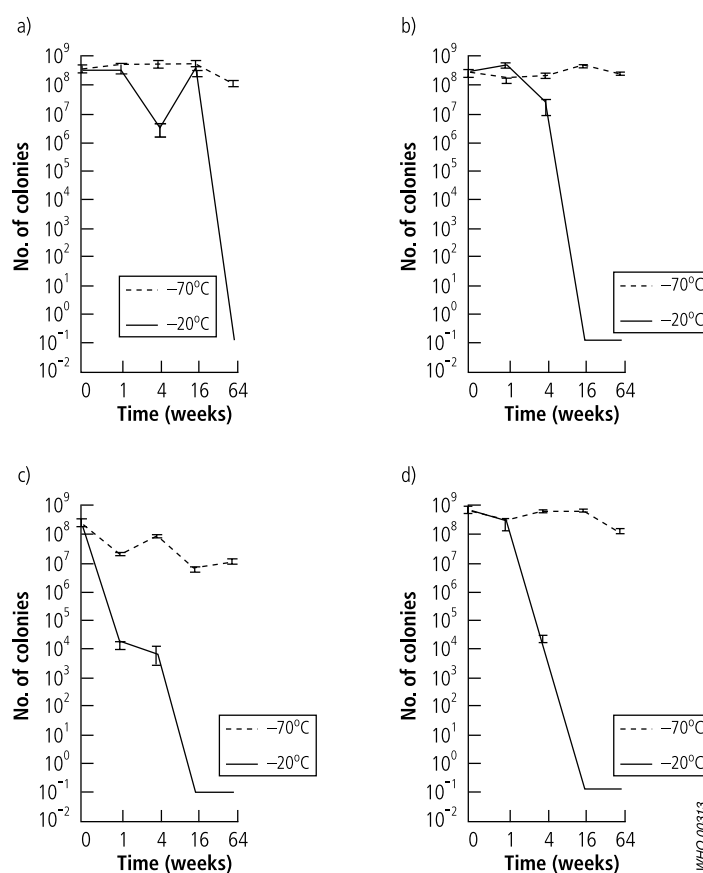 a)
No. of colonies
10⁹
10⁸
10⁷
10⁶
10⁵
10⁴
10³
10²
10¹
10⁰
10⁻¹
10⁻²
−70°C
−20°C
0 1 4 16 64
Time (weeks)
b)
No. of colonies
10⁹
10⁸
10⁷
10⁶
10⁵
10⁴
10³
10²
10¹
10⁰
10⁻¹
10⁻²
−70°C
−20°C
0 1 4 16 64
Time (weeks)
c)
No. of colonies
10⁹
10⁸
10⁷
10⁶
10⁵
10⁴
10³
10²
10¹
10⁰
10⁻¹
10⁻²
−70°C
−20°C
0 1 4 16 64
Time (weeks)
d)
No. of colonies
10⁹
10⁸
10⁷
10⁶
10⁵
10⁴
10³
10²
10¹
10⁰
10⁻¹
10⁻²
−70°C
−20°C
0 1 4 16 64
Time (weeks)
WHO 00313